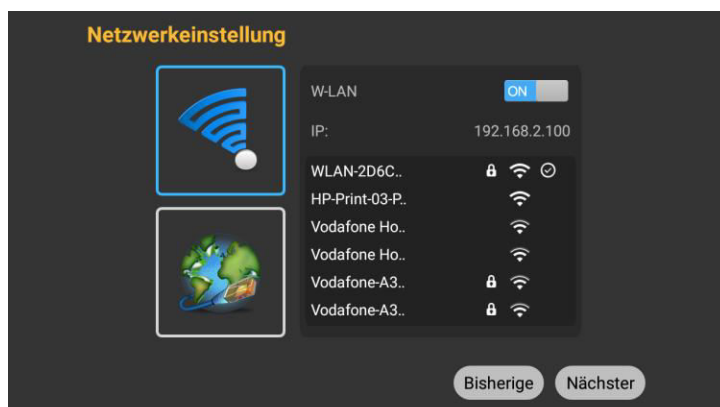 Netzwerkeinstellung
W-LAN ON
IP: 192.168.2.100
WLAN-2D6C..
HP-Print-03-P..
Vodafone Ho..
Vodafone Ho..
Vodafone-A3..
Vodafone-A3..
Bisherige Nächster